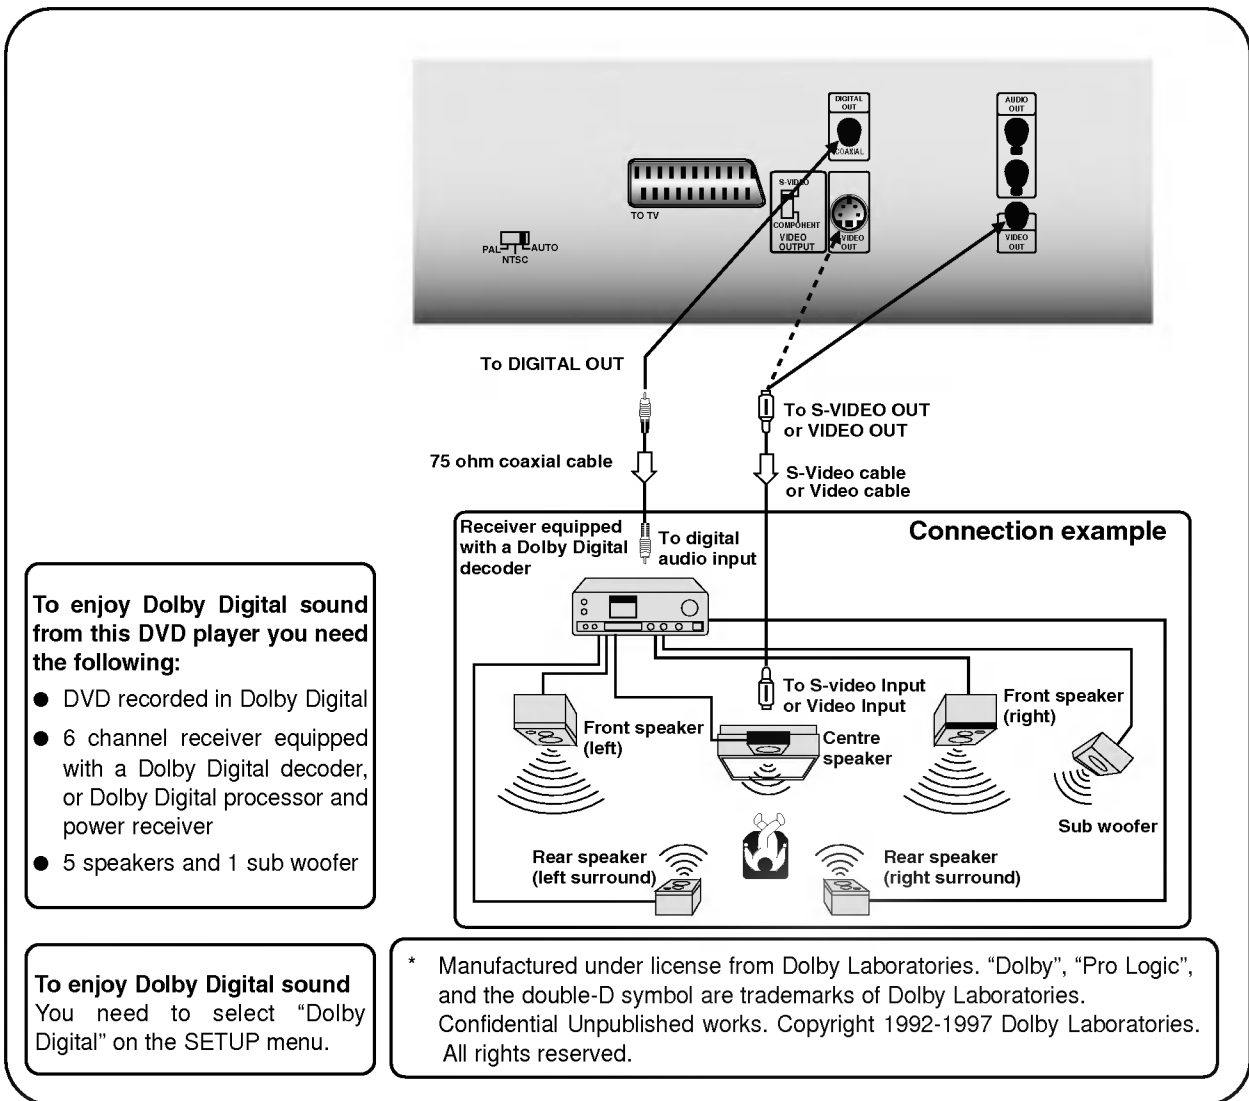 DIGITAL
OUT
COAXIAL
AUDIO
OUT
TO TV
S-VIDEO
COMPONENT
VIDEO
OUTPUT
S-VIDEO
OUT
VIDEO
OUT
PAL
NTSC
AUTO
To DIGITAL OUT
To S-VIDEO OUT
or VIDEO OUT
75 ohm coaxial cable
S-Video cable
or Video cable
Connection example
Receiver equipped
with a Dolby Digital
decoder
To digital
audio input
To S-video Input
or Video Input
Front speaker
(left)
Centre
speaker
Front speaker
(right)
Sub woofer
Rear speaker
(left surround)
Rear speaker
(right surround)
To enjoy Dolby Digital sound
from this DVD player you need
the following:
● DVD recorded in Dolby Digital
● 6 channel receiver equipped
with a Dolby Digital decoder,
or Dolby Digital processor and
power receiver
● 5 speakers and 1 sub woofer
To enjoy Dolby Digital sound
You need to select “Dolby
Digital” on the SETUP menu.
* Manufactured under license from Dolby Laboratories. “Dolby”, “Pro Logic”,
and the double-D symbol are trademarks of Dolby Laboratories.
Confidential Unpublished works. Copyright 1992-1997 Dolby Laboratories.
All rights reserved.